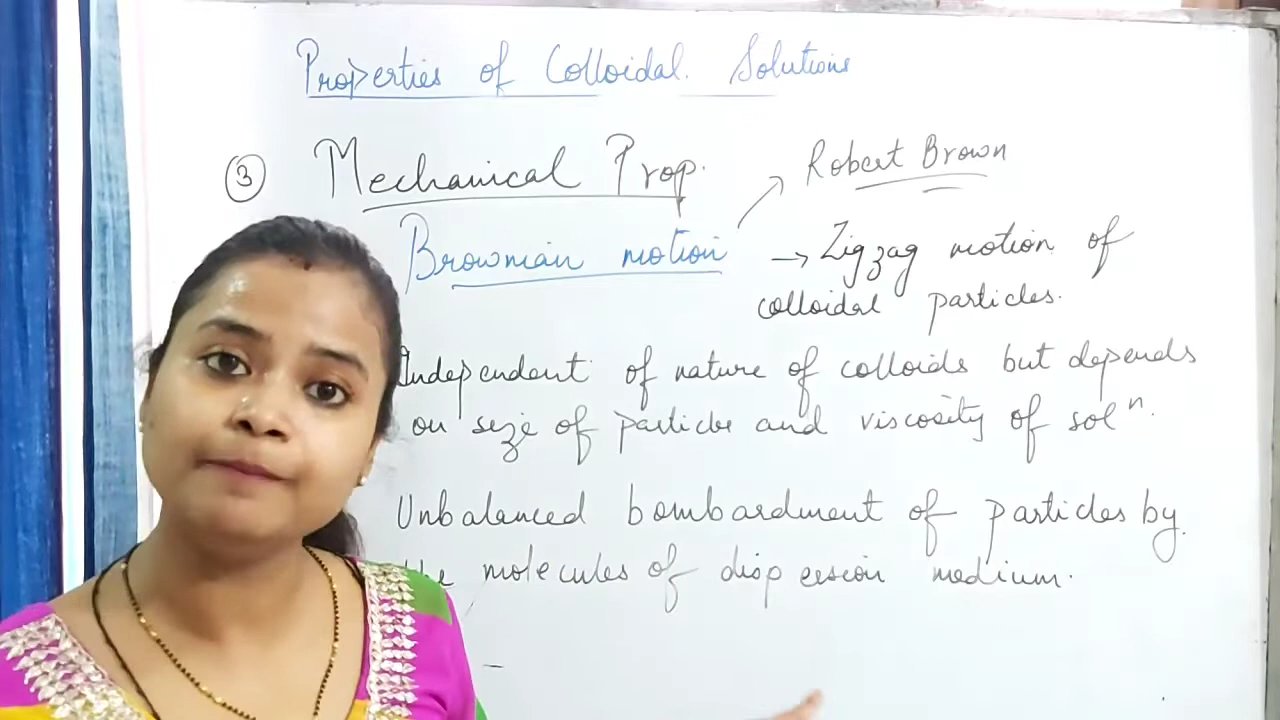 Properties of Colloidal. Solutions
③ Mechanical Prop.
Robert Brown
Brownian motion → Zigzag motion of
colloidal particles.
Independent of nature of colloids but depends
on size of particle and viscosity of solⁿ.
Unbalanced bombardment of particles by
the molecules of dispersion medium.